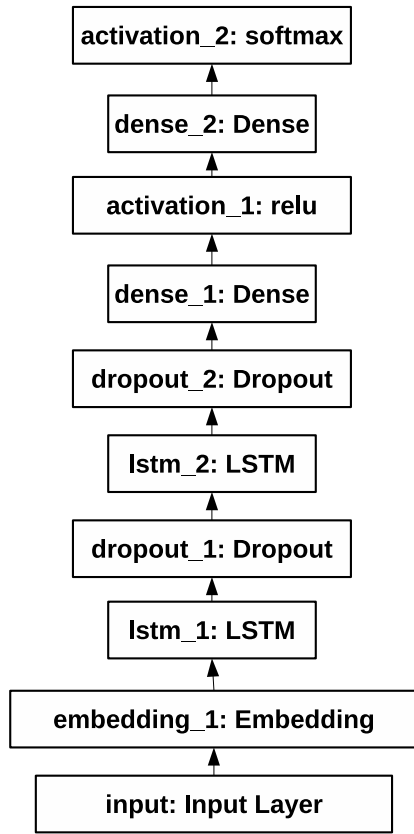 activation_2: softmax
dense_2: Dense
activation_1: relu
dense_1: Dense
dropout_2: Dropout
lstm_2: LSTM
dropout_1: Dropout
lstm_1: LSTM
embedding_1: Embedding
input: Input Layer